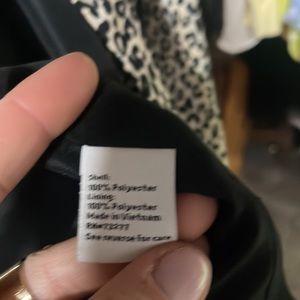 Shell:
100% Polyester
Lining:
100% Polyester
Made in Vietnam
See reverse for care